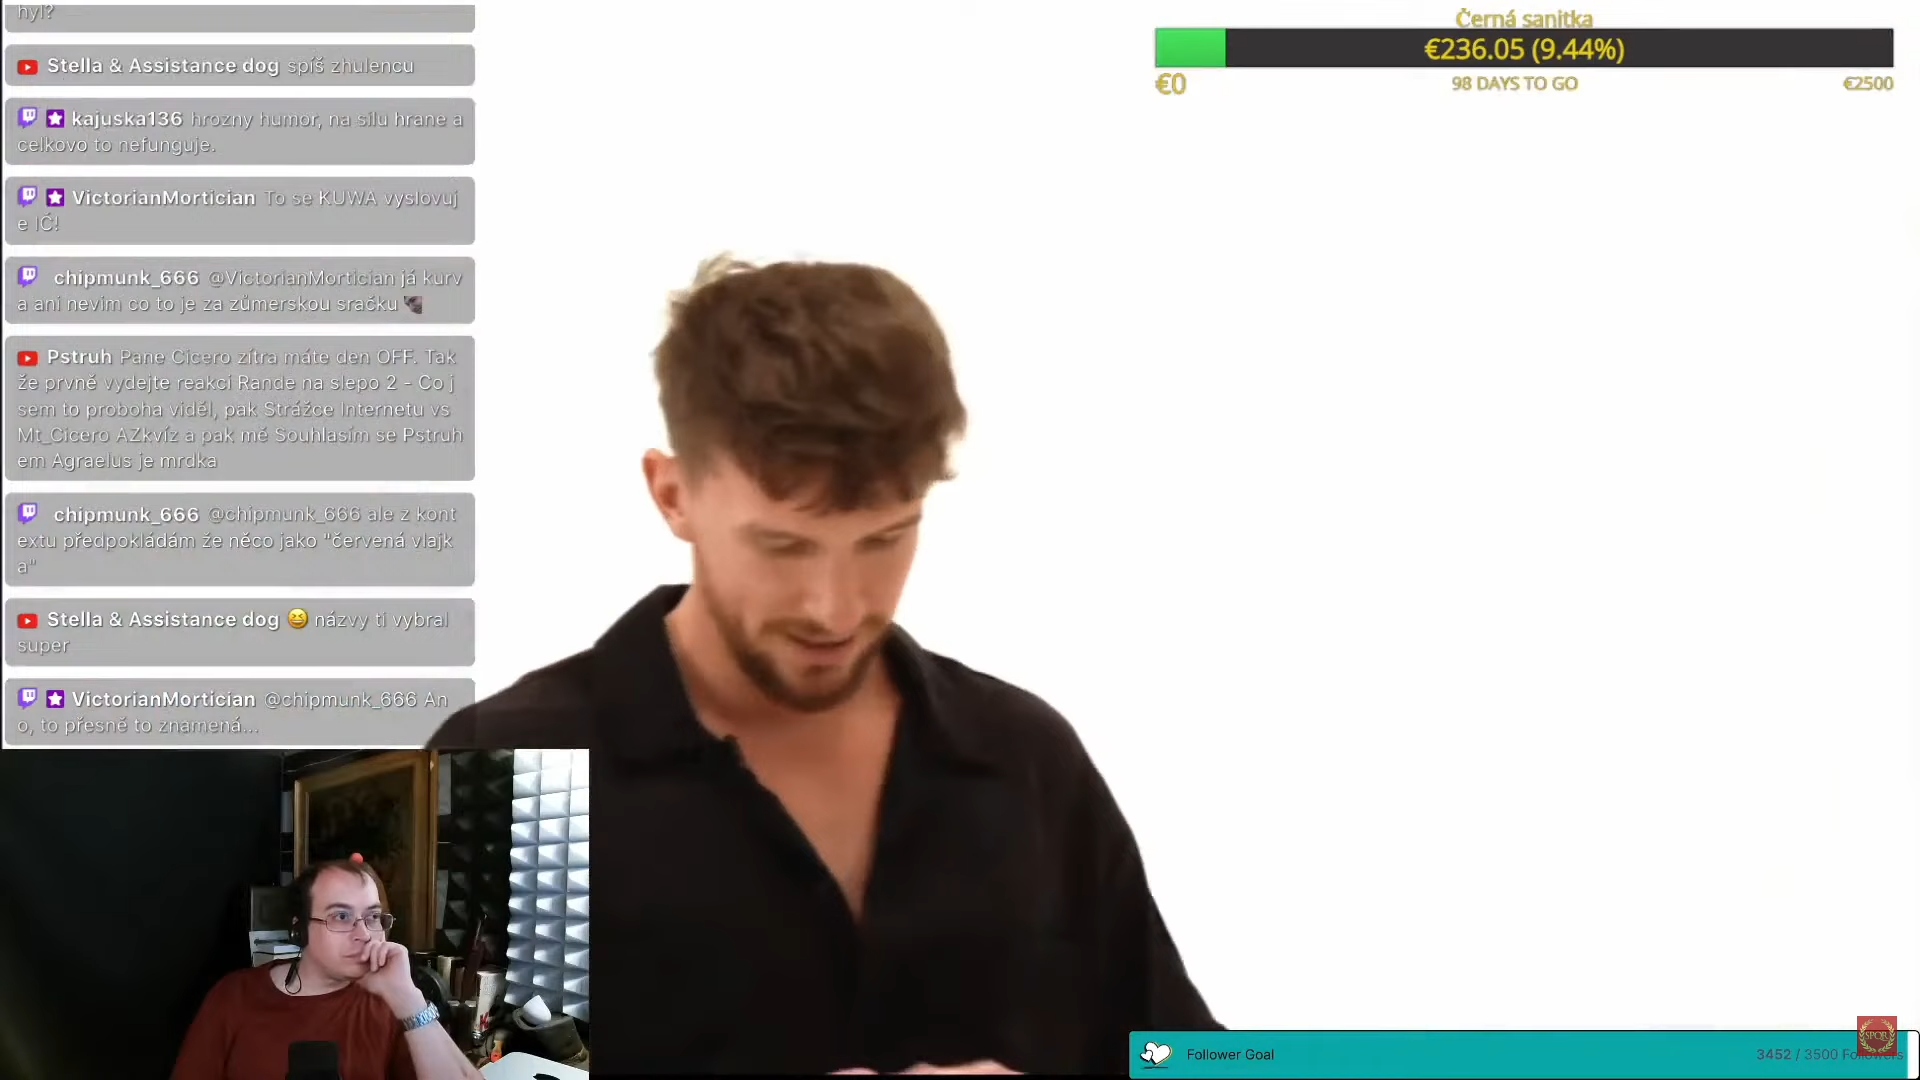 hyl?
Stella & Assistance dog spíš zhulencu
kajuska136 hrozny humor, na silu hrane a
celkovo to nefunguje.
VictorianMortician To se KUWA vyslovuj
e IČ!
chipmunk_666 @VictorianMortician já kurv
a ani nevim co to je za zůmerskou sračku
Pstruh Pane Cicero zítra máte den OFF. Tak
že prvně vydejte reakci Rande na slepo 2 - Co j
sem to proboha viděl, pak Strážce Internetu vs
Mt_Cicero AZkvíz a pak mé Souhlasím se Pstruh
em Agraelus je mrdka
chipmunk_666 @chipmunk_666 ale z kont
extu předpokládám že něco jako "červená vlajk
a"
Stella & Assistance dog 😆 názvy ti vybral
super
VictorianMortician @chipmunk_666 An
o, to přesně to znamená...
Černá sanitka
€236.05 (9.44%)
€0 98 DAYS TO GO €2500
Follower Goal 3452 / 3500 Followers
SPQR